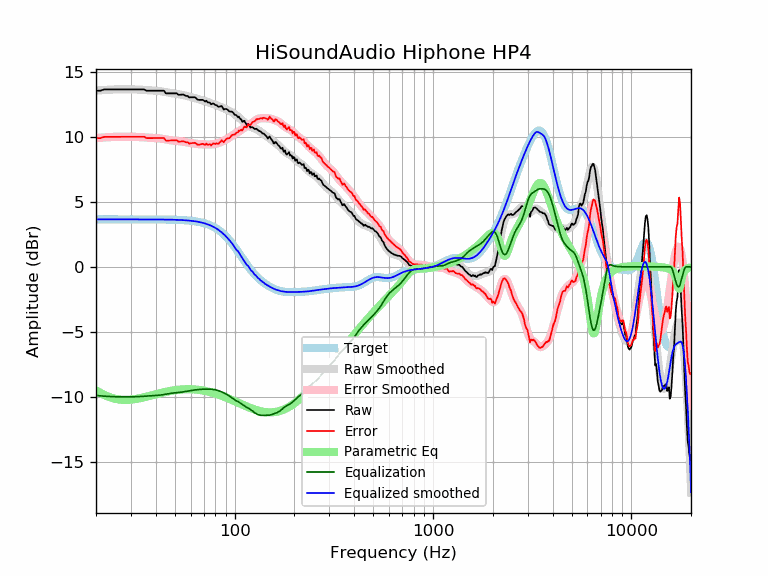 HiSoundAudio Hiphone HP4
15
10
5
0
−5
−10
−15
Amplitude (dBr)
Target
Raw Smoothed
Error Smoothed
Raw
Error
Parametric Eq
Equalization
Equalized smoothed
100
1000
10000
Frequency (Hz)